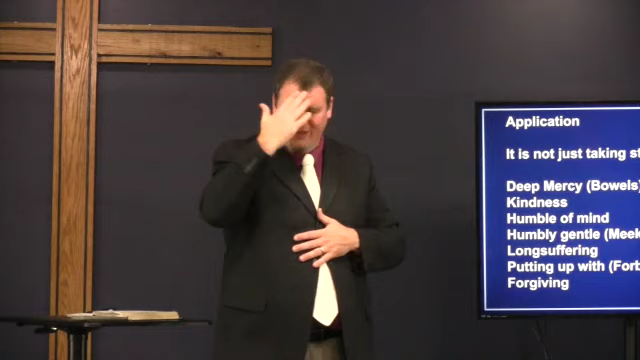 Application
It is not just taking
Deep Mercy (Bowels)
Kindness
Humble of mind
Humbly gentle (Meek
Longsuffering
Putting up with (Forb
Forgiving